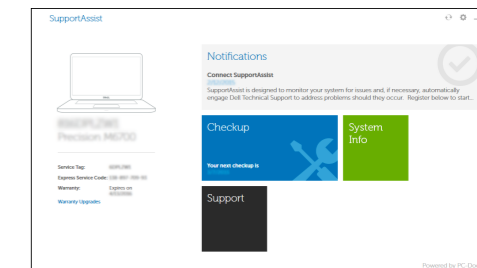 SupportAssist
Notifications
Connect SupportAssist
SupportAssist is designed to monitor your system for issues and, if necessary, automatically
engage Dell Technical Support to address problems should they occur. Register below to start...
Precision M6700
Checkup
System
Info
Your next checkup is
Service Tag:
Express Service Code:
Warranty: Expires on
Warranty Upgrades
Support
Powered by PC-Doc